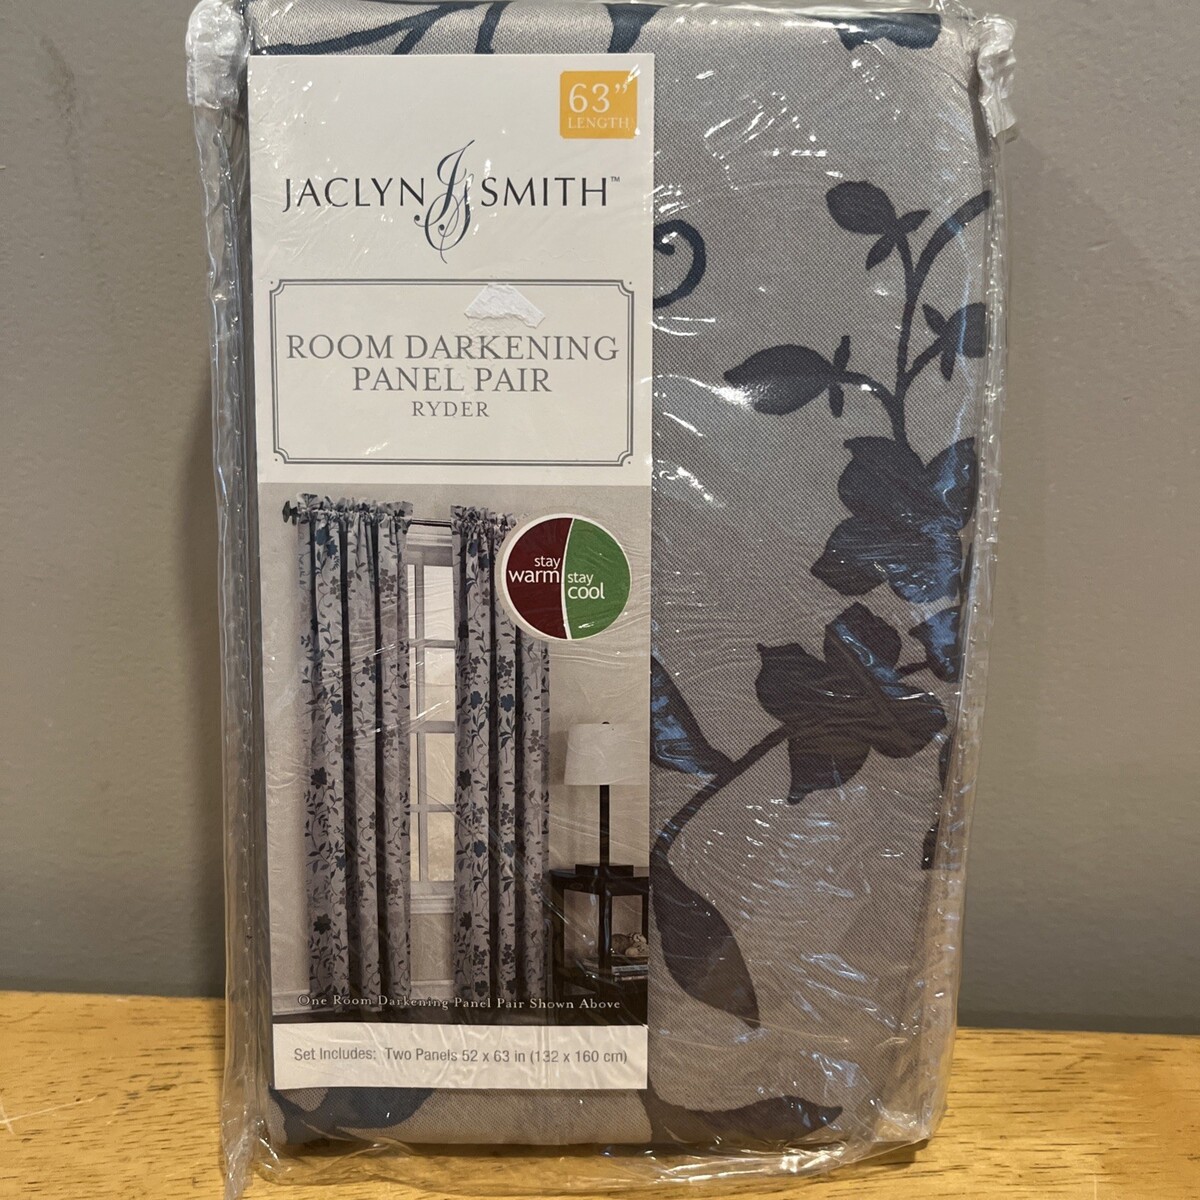 63"
LENGTH
JACLYN JS SMITH™
ROOM DARKENING
PANEL PAIR
RYDER
stay
warm
stay
cool
One Room Darkening Panel Pair Shown Above
Set Includes: Two Panels 52 x 63 in (132 x 160 cm)